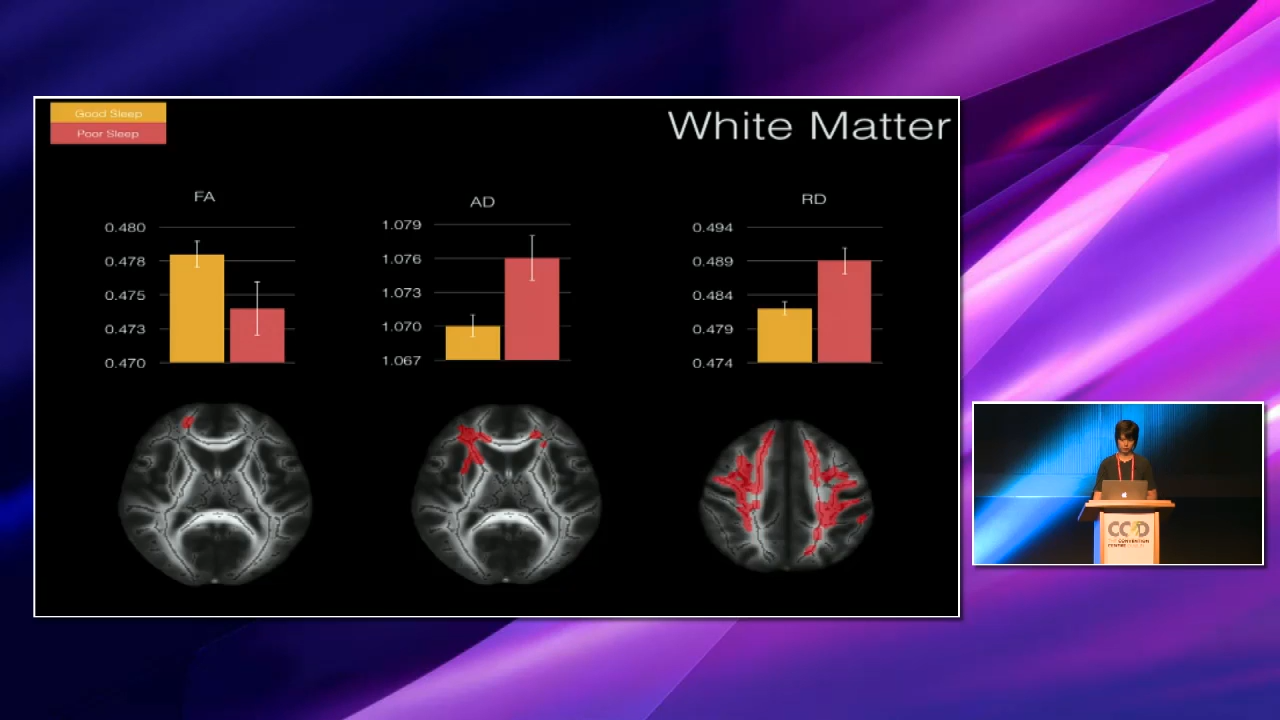 Good Sleep
Poor Sleep
White Matter
FA
0.480
0.478
0.475
0.473
0.470
AD
1.079
1.076
1.073
1.070
1.067
RD
0.494
0.489
0.484
0.479
0.474
THE CONVENTION